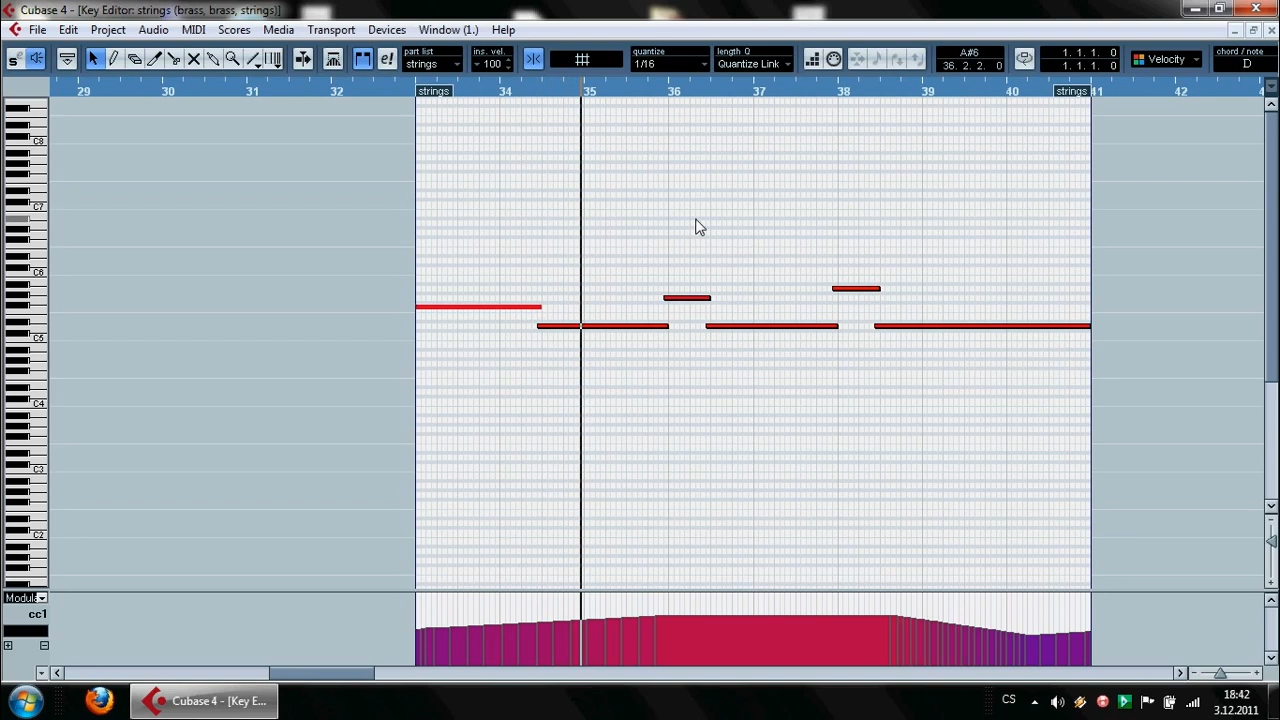 Cubase 4 - [Key Editor: strings (brass, brass, strings)]
File Edit Project Audio MIDI Scores Media Transport Devices Window (1.) Help
part list ins. vel. quantize length Q A#6 1. 1. 1. 0 chord / note
strings 100 1/16 Quantize Link 36. 2. 2. 0 1. 1. 1. 0 Velocity D
29 30 31 32 strings 34 35 36 37 38 39 40 strings 41 42
C8
C7
C6
C5
C4
C3
C2
Modula
cc1
Cubase 4 - [Key E...
CS
18:42
3.12.2011